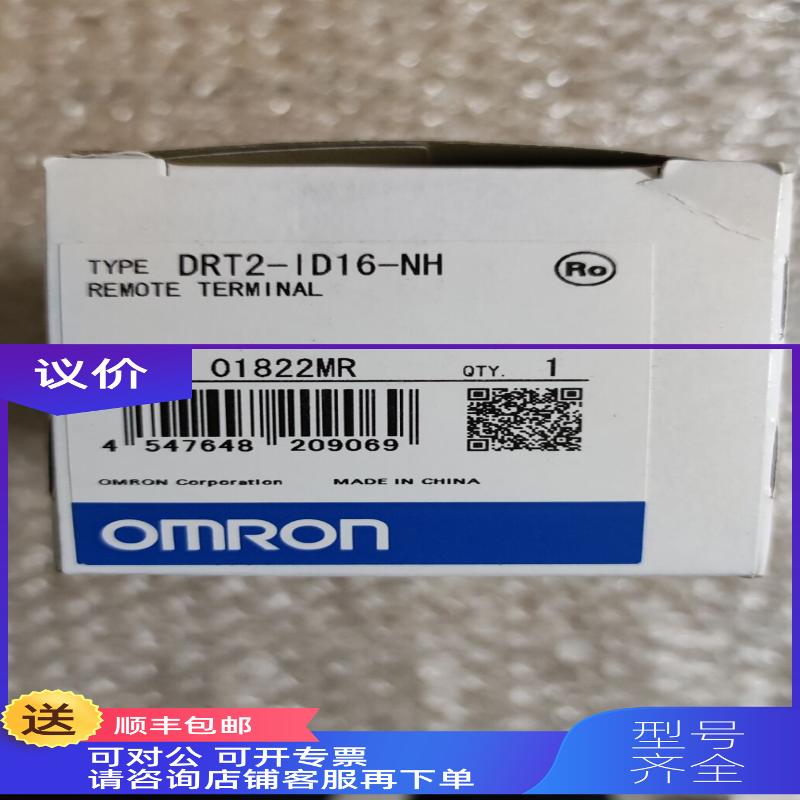 TYPE DRT2-ID16-NH
Ro
REMOTE TERMINAL
议价
01822MR QTY. 1
4 547648 209069
OMRON Corporation MADE IN CHINA
OMRON
送 顺丰包邮
可对公 可开专票
请咨询店铺客服再下单
型号
齐全